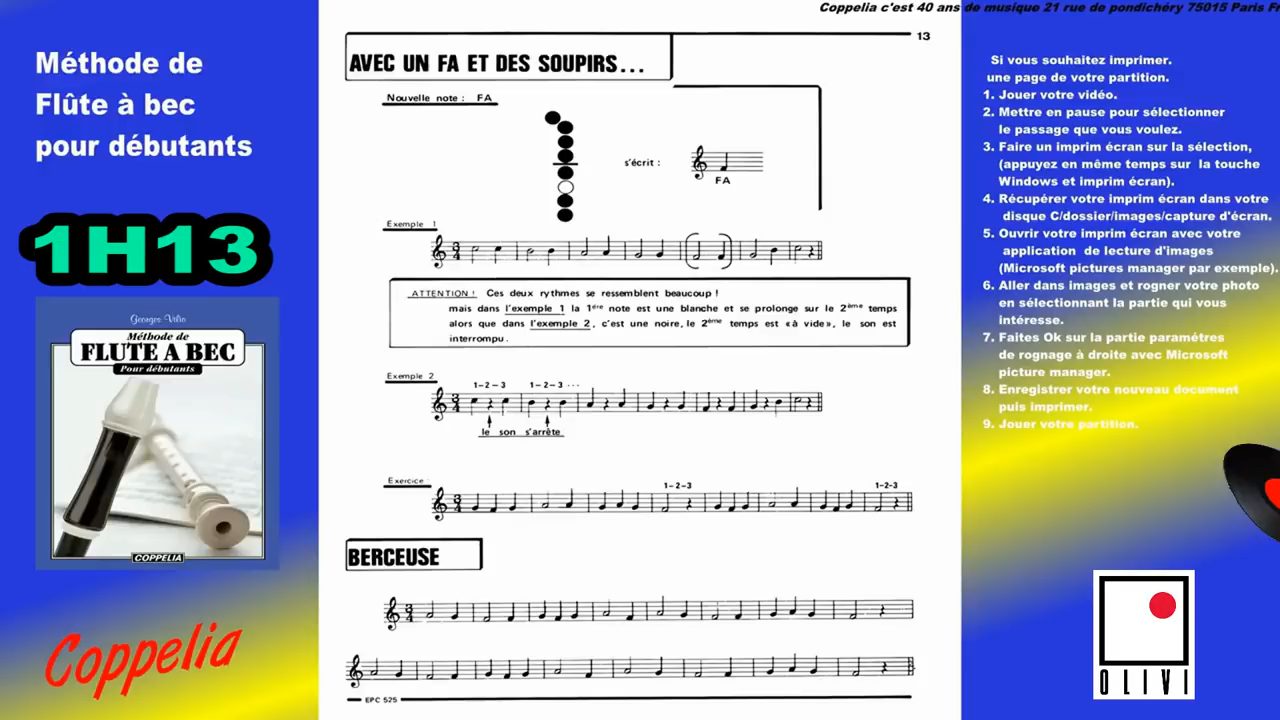 Coppelia c'est 40 ans de musique 21 rue de pondichéry 75015 Paris Fr
Méthode de
Flûte à bec
pour débutants
1H13
Georges Vilio
Méthode de
FLUTE A BEC
Pour débutants
COPPELIA
Coppelia
13
AVEC UN FA ET DES SOUPIRS...
Nouvelle note : FA
s'écrit :
FA
Exemple 1
ATTENTION ! Ces deux rythmes se ressemblent beaucoup !
mais dans l'exemple 1 la 1ére note est une blanche et se prolonge sur le 2ème temps
alors que dans l'exemple 2, c'est une noire, le 2ème temps est «à vide», le son est
interrompu.
Exemple 2
1-2-3 1-2-3 ...
le son s'arrête
Exercice :
1-2-3 1-2-3
BERCEUSE
EPC 525
Si vous souhaitez imprimer.
une page de votre partition.
1. Jouer votre vidéo.
2. Mettre en pause pour sélectionner
le passage que vous voulez.
3. Faire un imprim écran sur la sélection,
(appuyez en même temps sur la touche
Windows et imprim écran).
4. Récupérer votre imprim écran dans votre
disque C/dossier/images/capture d'écran.
5. Ouvrir votre imprim écran avec votre
application de lecture d'images
(Microsoft pictures manager par exemple).
6. Aller dans images et rogner votre photo
en sélectionnant la partie qui vous
intéresse.
7. Faites Ok sur la partie paramétres
de rognage à droite avec Microsoft
picture manager.
8. Enregistrer votre nouveau document
puis imprimer.
9. Jouer votre partition.
OLIVI